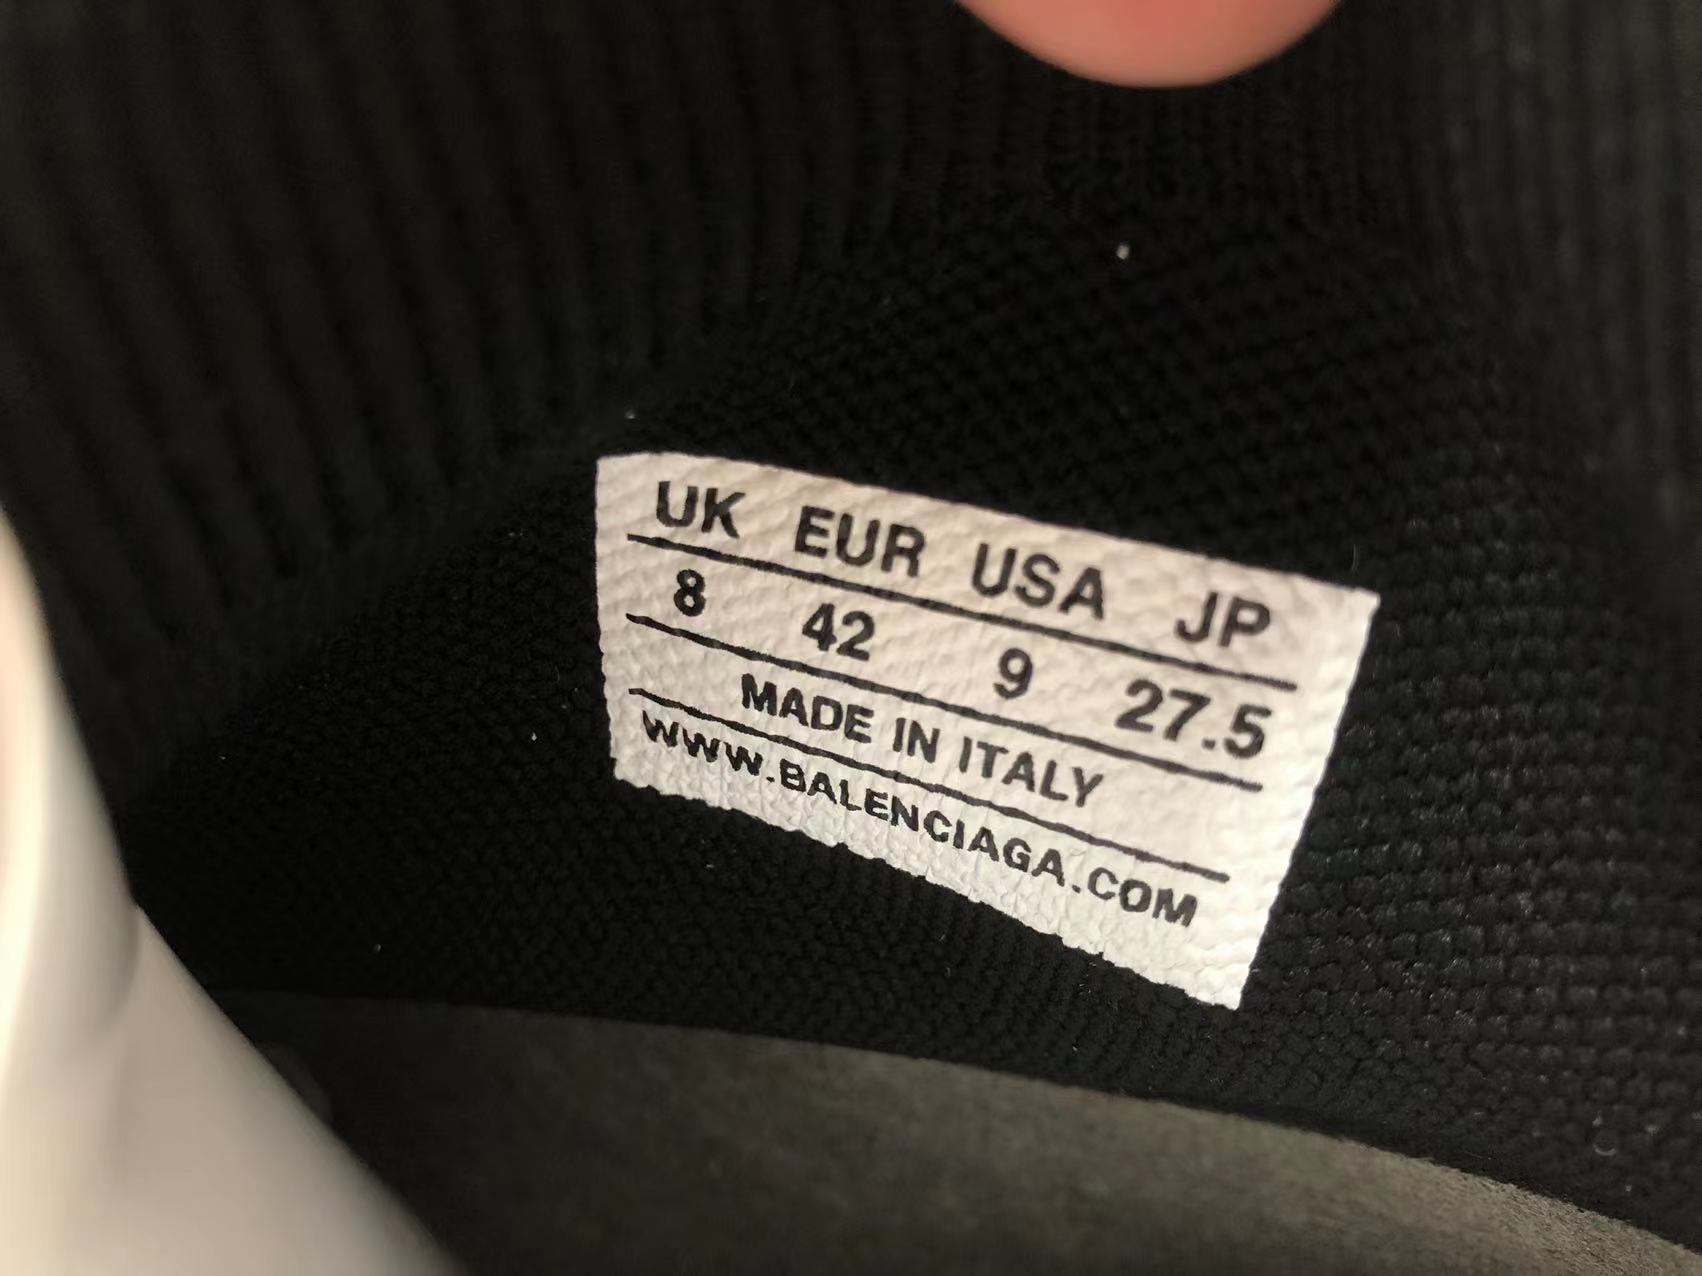 UK EUR USA JP
8 42 9 27.5
MADE IN ITALY
WWW.BALENCIAGA.COM